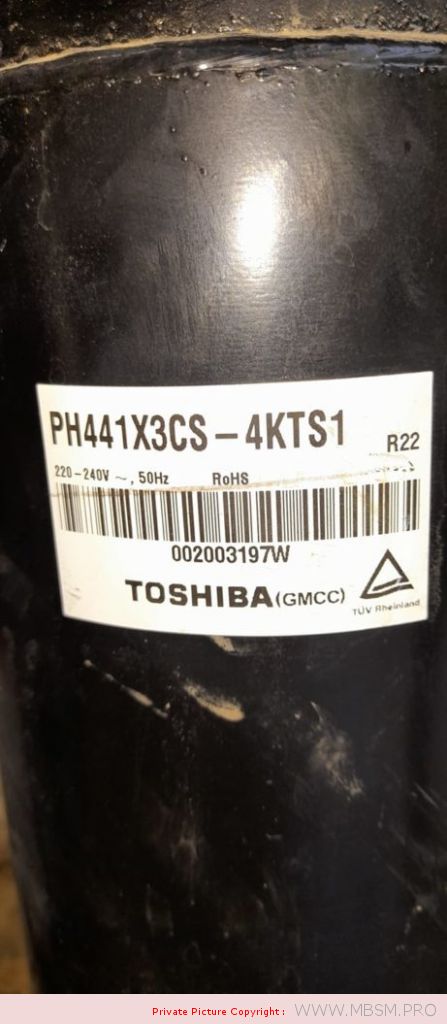 PH441X3CS-4KTS1
R22
220-240V ~, 50Hz RoHS
002003197W
TOSHIBA(GMCC)
TÜV Rheinland
Private Picture Copyright : WWW.MBSM.PRO